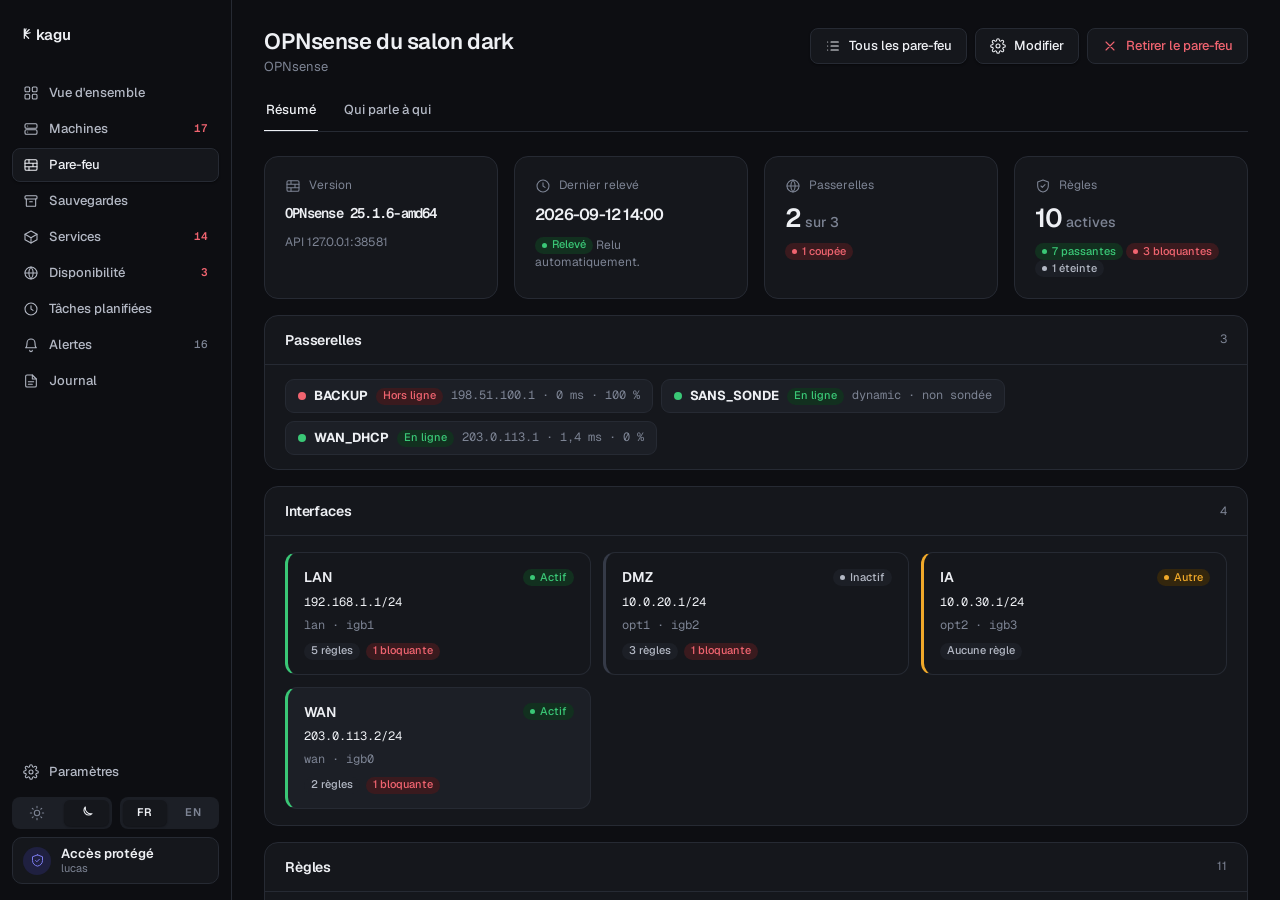 kagu
Vue d'ensemble
Machines 17
Pare-feu
Sauvegardes
Services 14
Disponibilité 3
Tâches planifiées
Alertes 16
Journal
Paramètres
FR EN
Accès protégé
lucas
OPNsense du salon dark
OPNsense
Tous les pare-feu
Modifier
Retirer le pare-feu
Résumé Qui parle à qui
Version
OPNsense 25.1.6-amd64
API 127.0.0.1:38581
Dernier relevé
2026-09-12 14:00
Relevé Relu
automatiquement.
Passerelles
2 sur 3
1 coupée
Règles
10 actives
7 passantes 3 bloquantes
1 éteinte
Passerelles 3
BACKUP Hors ligne 198.51.100.1 · 0 ms · 100 %
SANS_SONDE En ligne dynamic · non sondée
WAN_DHCP En ligne 203.0.113.1 · 1,4 ms · 0 %
Interfaces 4
LAN Actif
192.168.1.1/24
lan · igb1
5 règles 1 bloquante
DMZ Inactif
10.0.20.1/24
opt1 · igb2
3 règles 1 bloquante
IA Autre
10.0.30.1/24
opt2 · igb3
Aucune règle
WAN Actif
203.0.113.2/24
wan · igb0
2 règles 1 bloquante
Règles 11